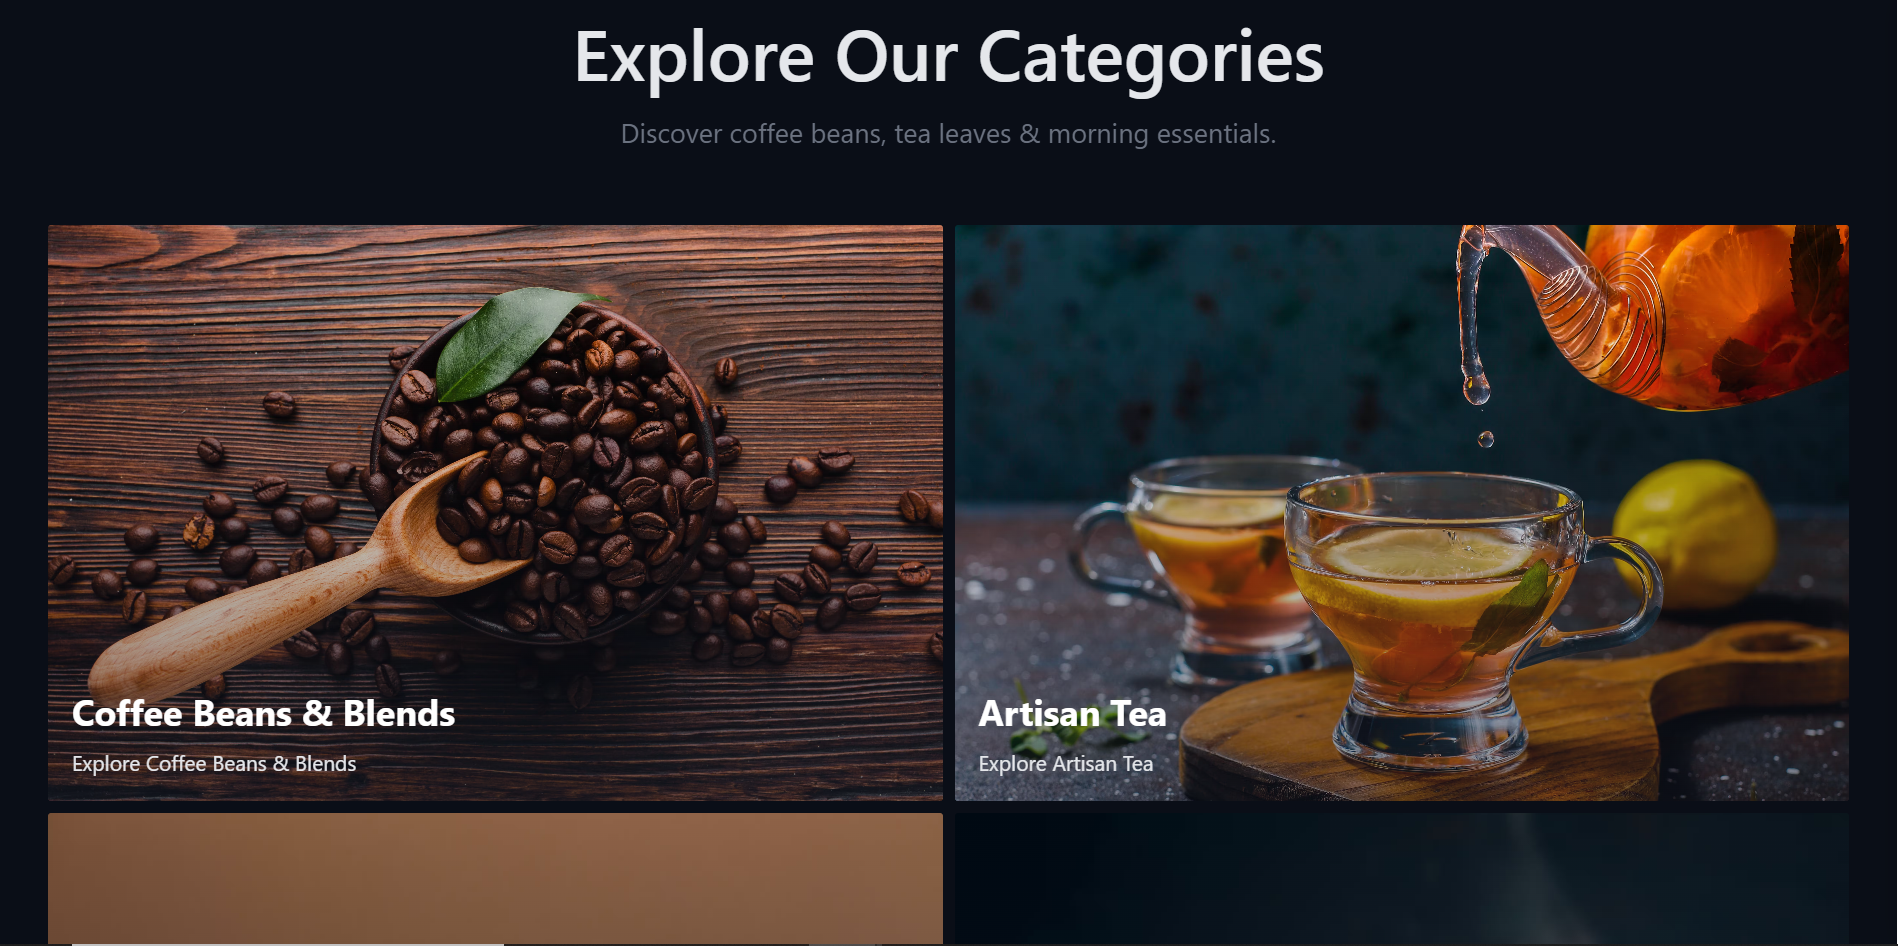 Explore Our Categories
Discover coffee beans, tea leaves & morning essentials.
Coffee Beans & Blends
Explore Coffee Beans & Blends
Artisan Tea
Explore Artisan Tea